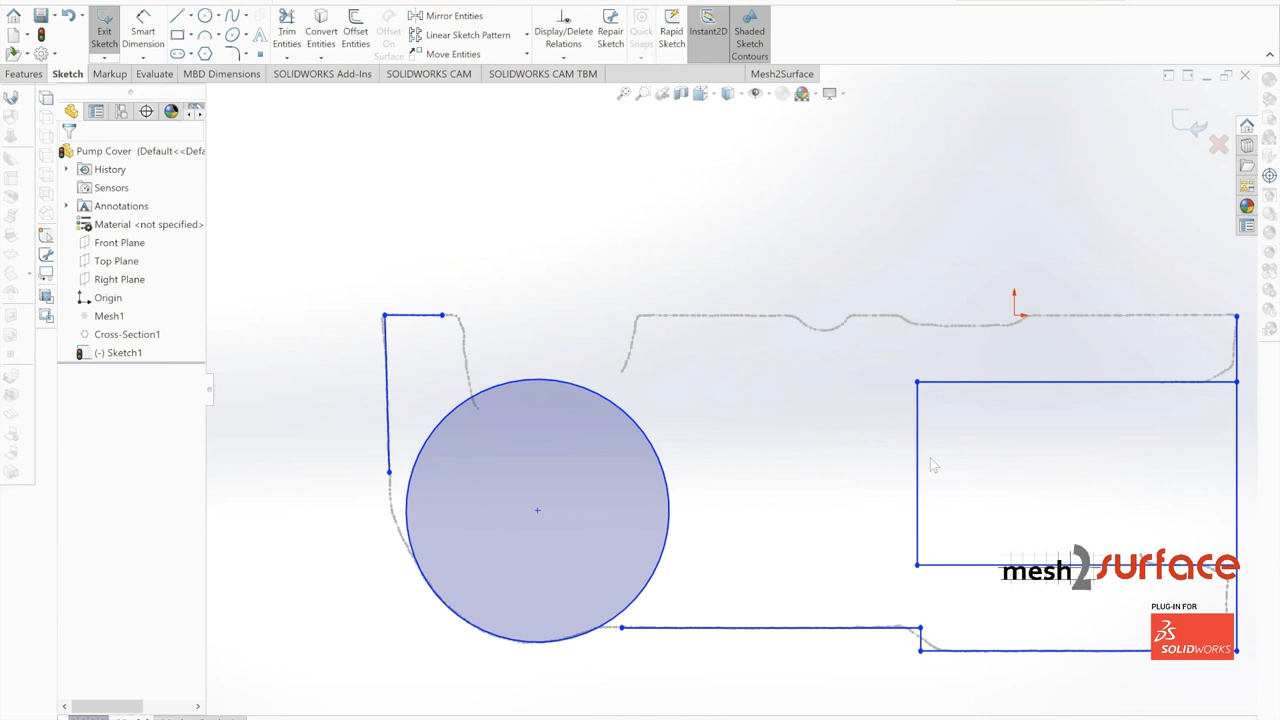 Exit Sketch
Smart Dimension
Trim Entities
Convert Entities
Offset Entities
Offset On Surface
Mirror Entities
Linear Sketch Pattern
Move Entities
Display/Delete Relations
Repair Sketch
Quick Snaps
Rapid Sketch
Instant2D
Shaded Sketch Contours
Features
Sketch
Markup
Evaluate
MBD Dimensions
SOLIDWORKS Add-Ins
SOLIDWORKS CAM
SOLIDWORKS CAM TBM
Mesh2Surface
Pump Cover (Default<<Defa
History
Sensors
Annotations
Material <not specified>
Front Plane
Top Plane
Right Plane
Origin
Mesh1
Cross-Section1
(-) Sketch1
mesh2surface
PLUG-IN FOR
SOLIDWORKS